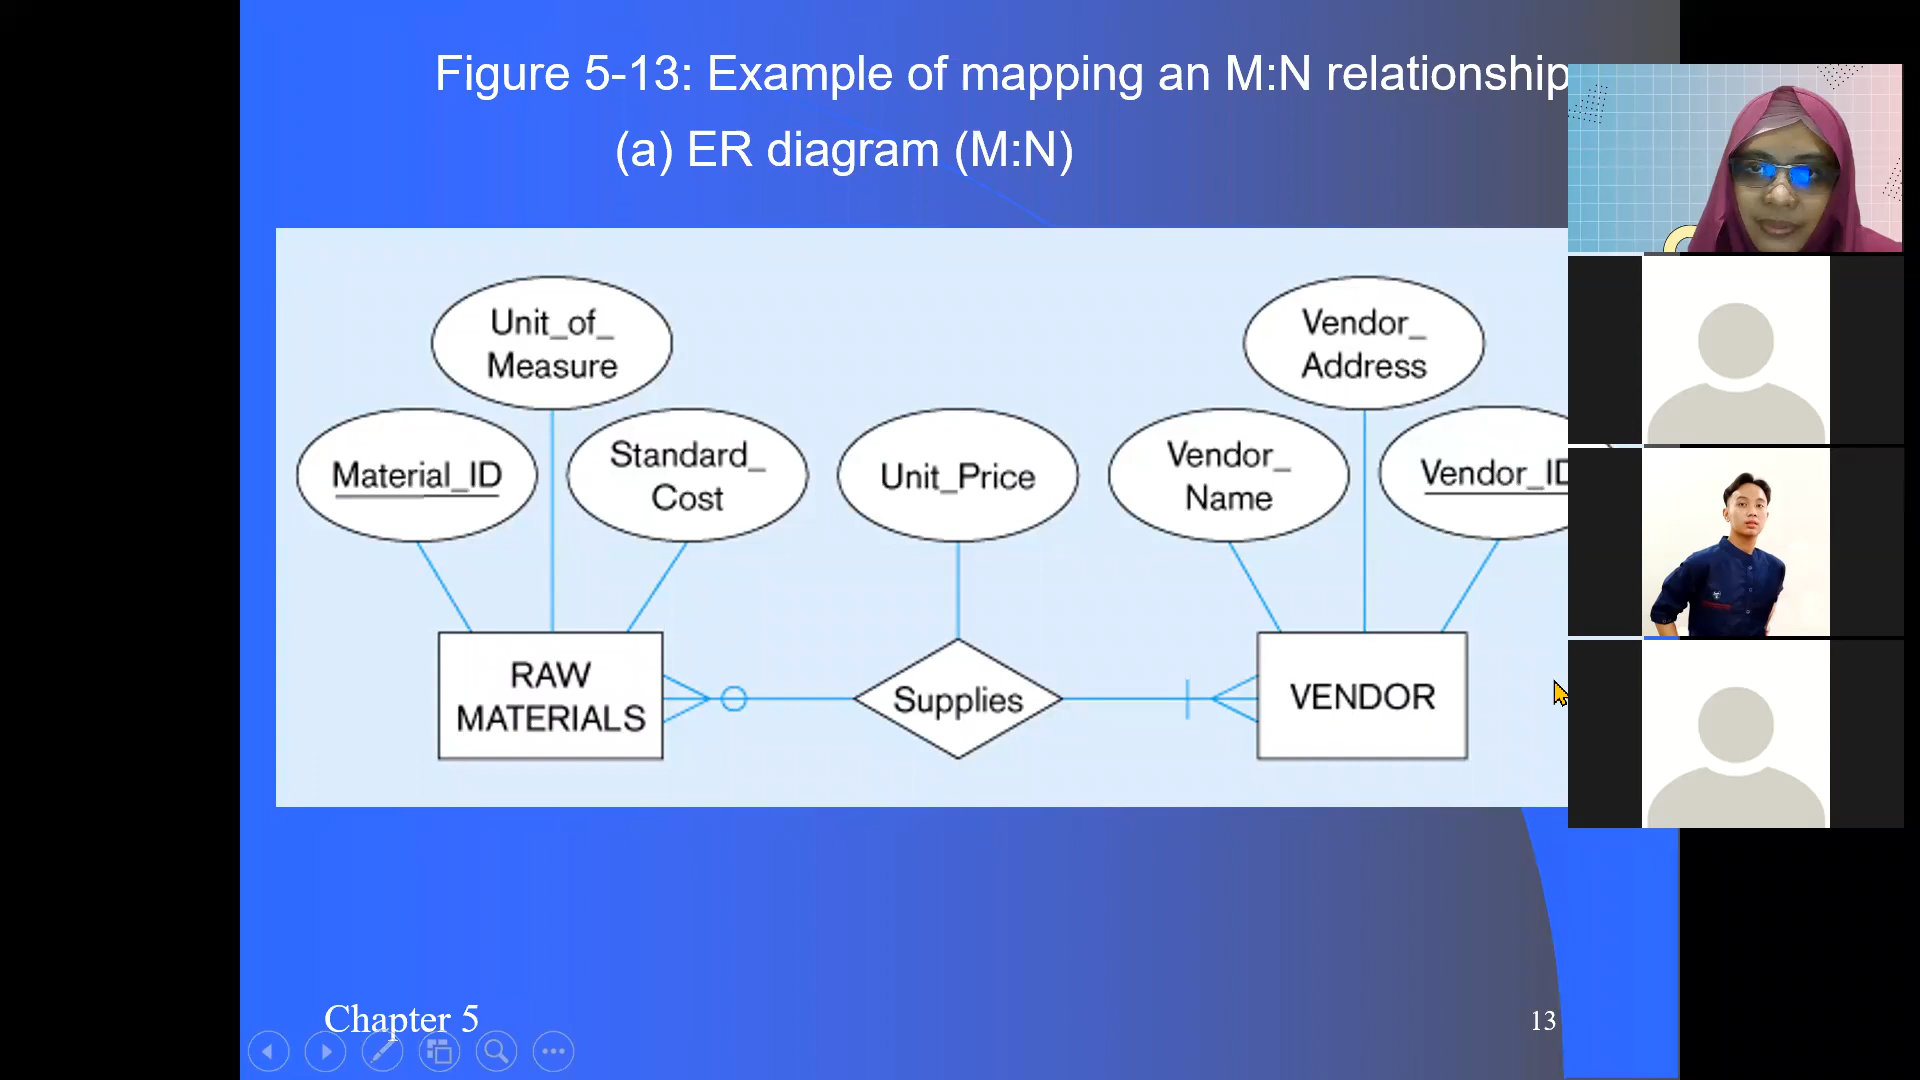 Figure 5-13: Example of mapping an M:N relationship
(a) ER diagram (M:N)
Unit_of_
Measure
Vendor_
Address
Material_ID
Standard_
Cost
Unit_Price
Vendor_
Name
Vendor_ID
RAW
MATERIALS
Supplies
VENDOR
Chapter 5
13